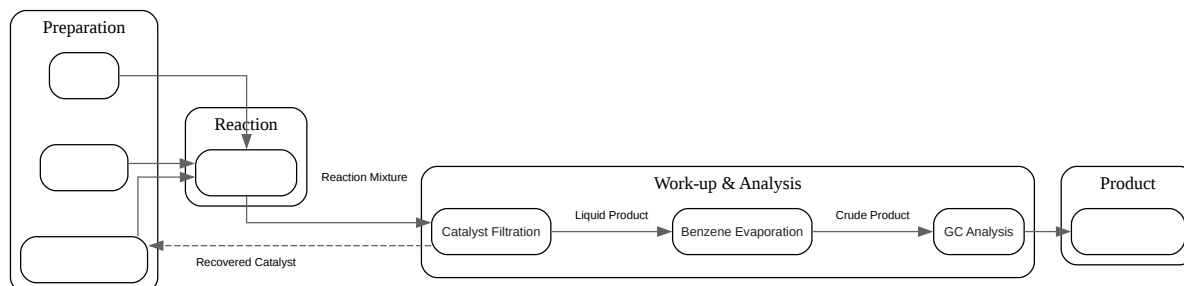 Preparation
Reaction
Reaction Mixture
Work-up & Analysis
Product
Catalyst Filtration
Liquid Product
Benzene Evaporation
Crude Product
GC Analysis
Recovered Catalyst